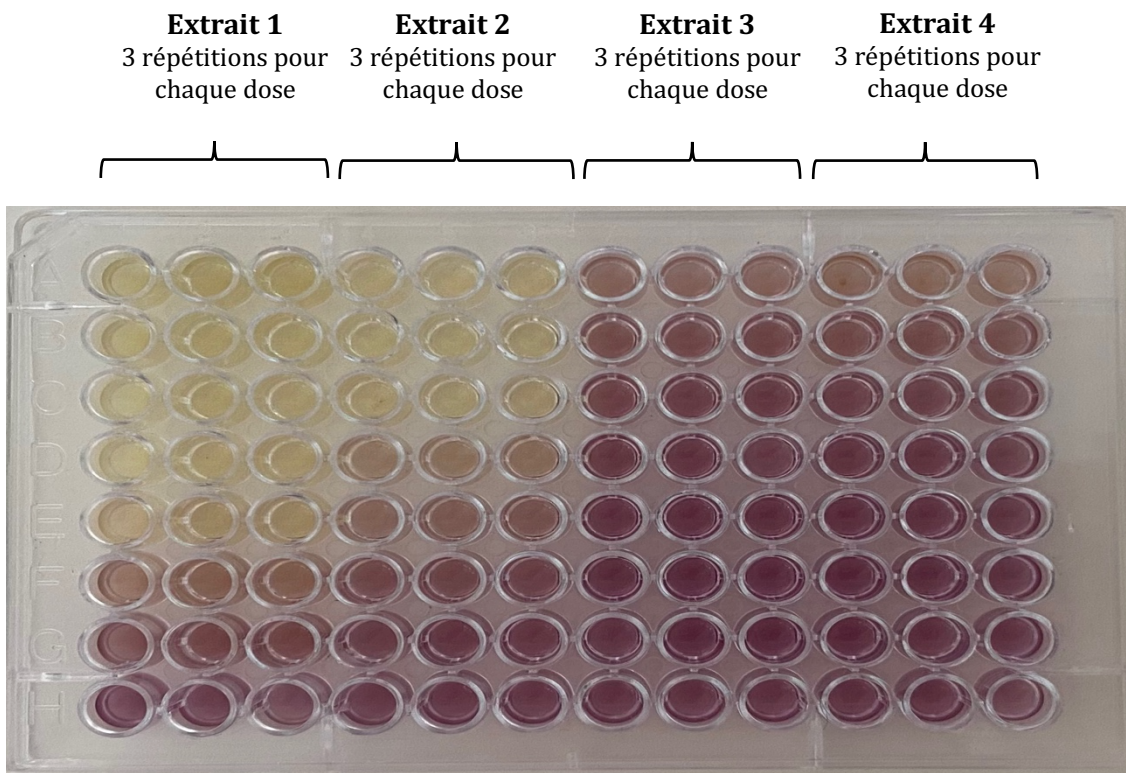 Extrait 1
3 répétitions pour
chaque dose
Extrait 2
3 répétitions pour
chaque dose
Extrait 3
3 répétitions pour
chaque dose
Extrait 4
3 répétitions pour
chaque dose
A
B
C
D
E
F
G
H